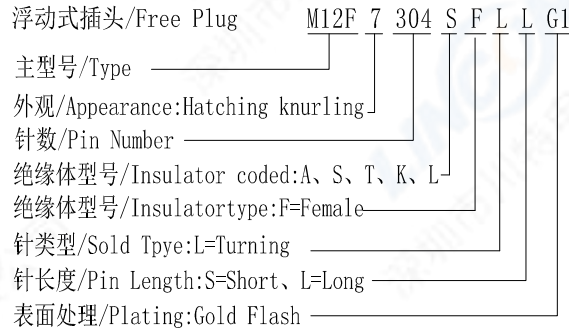 浮动式插头/Free Plug M12F 7 304 S F L L G1
主型号/Type
外观/Appearance:Hatching knurling
针数/Pin Number
绝缘体型号/Insulator coded:A、S、T、K、L
绝缘体型号/Insulatortype:F=Female
针类型/Sold Tpye:L=Turning
针长度/Pin Length:S=Short、L=Long
表面处理/Plating:Gold Flash